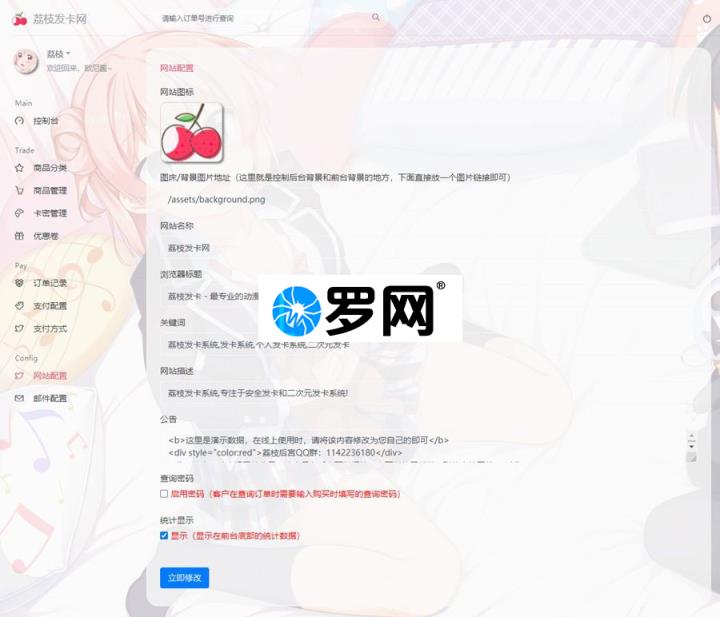 荔枝发卡网
请输入订单号进行查询
荔枝
欢迎回来，欧尼酱~
Main
控制台
Trade
商品分类
商品管理
卡密管理
优惠卷
Pay
订单记录
支付配置
支付方式
Config
网站配置
邮件配置
网站配置
网站图标
图床/背景图片地址（这里就是控制后台背景和前台背景的地方，下面直接放一个图片链接即可）
/assets/background.png
网站名称
荔枝发卡网
浏览器标题
荔枝发卡 - 最专业的动漫
罗网®
关键词
荔枝发卡系统,发卡系统,个人发卡系统,二次元发卡
网站描述
荔枝发卡系统,专注于安全发卡和二次元发卡系统!
公告
<b>这里是演示数据，在线上使用时，请将该内容修改为您自己的即可</b>
<div style="color:red">荔枝后宫QQ群：1142236180</div>
查询密码
启用密码（客户在查询订单时需要输入购买时填写的查询密码）
统计显示
显示（显示在前台底部的统计数据）
立即修改